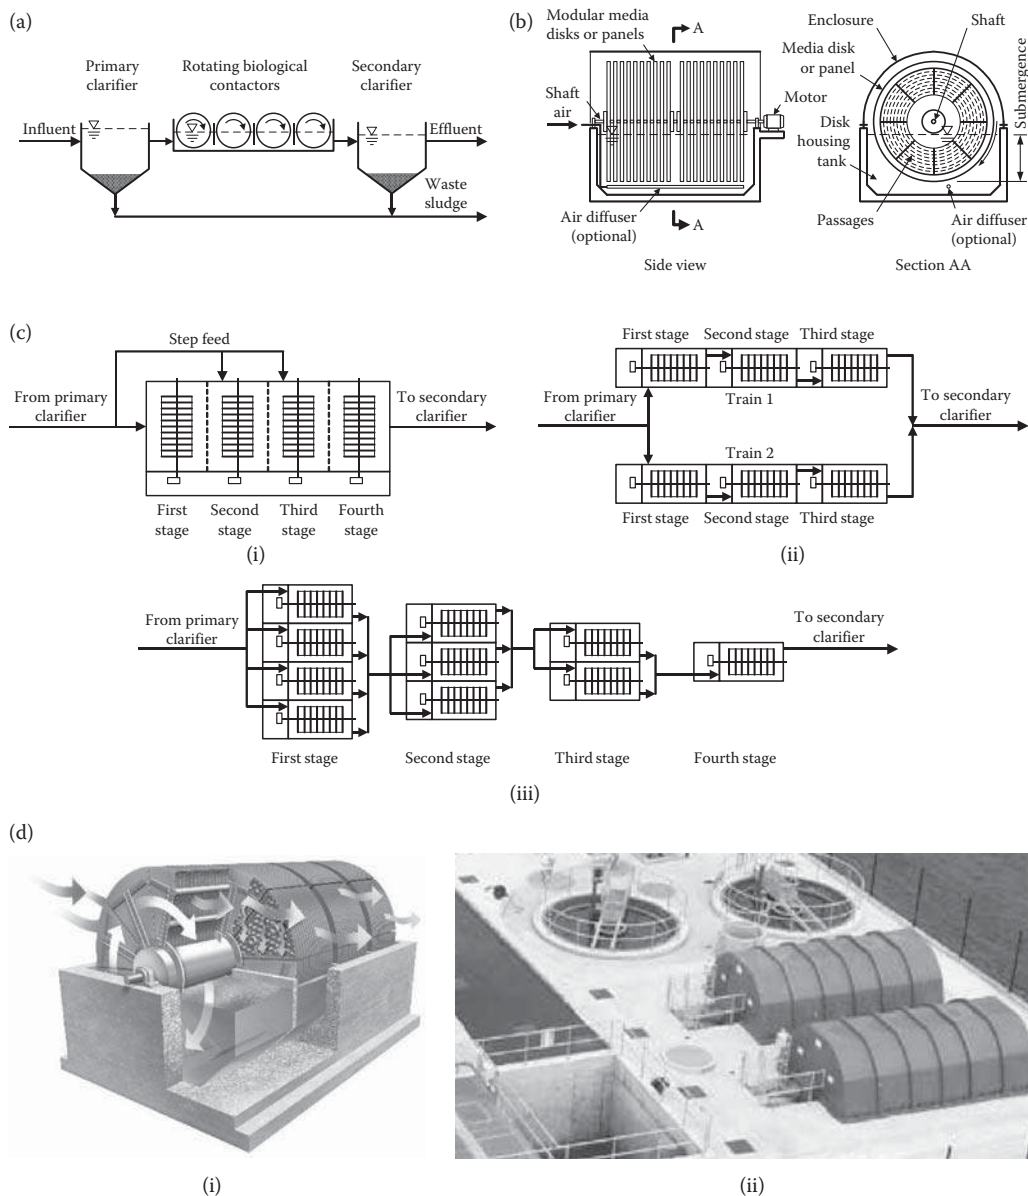 (a)
Primary
clarifier
Rotating biological
contactors
Secondary
clarifier
Influent
Effluent
Waste
sludge
(b)
Modular media
disks or panels
A
Shaft
air
Motor
Air diffuser
(optional)
A
Side view
Enclosure
Shaft
Media disk
or panel
Submergence
Disk
housing
tank
Passages
Air diffuser
(optional)
Section AA
(c)
Step feed
From primary
clarifier
To secondary
clarifier
First
stage
Second
stage
Third
stage
Fourth
stage
(i)
First stage
Second stage
Third stage
From primary
clarifier
Train 1
To secondary
clarifier
Train 2
First stage
Second stage
Third stage
(ii)
From primary
clarifier
To secondary
clarifier
First stage
Second stage
Third stage
Fourth stage
(iii)
(d)
(i)
(ii)